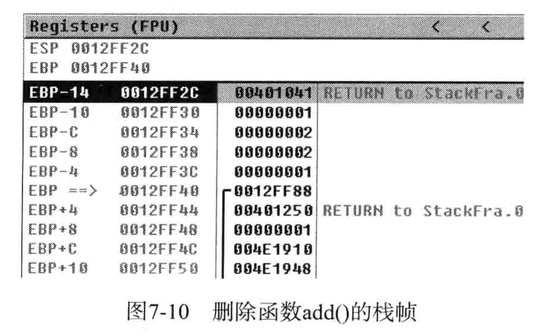 Registers (FPU) < <
ESP 0012FF2C
EBP 0012FF40
EBP-14 0012FF2C 00401041 RETURN to StackFra.0
EBP-10 0012FF30 00000001
EBP-C 0012FF34 00000002
EBP-8 0012FF38 00000002
EBP-4 0012FF3C 00000001
EBP ==> 0012FF40 0012FF88
EBP+4 0012FF44 00401250 RETURN to StackFra.0
EBP+8 0012FF48 00000001
EBP+C 0012FF4C 004E1910
EBP+10 0012FF50 004E1948
图7-10 删除函数add()的栈帧